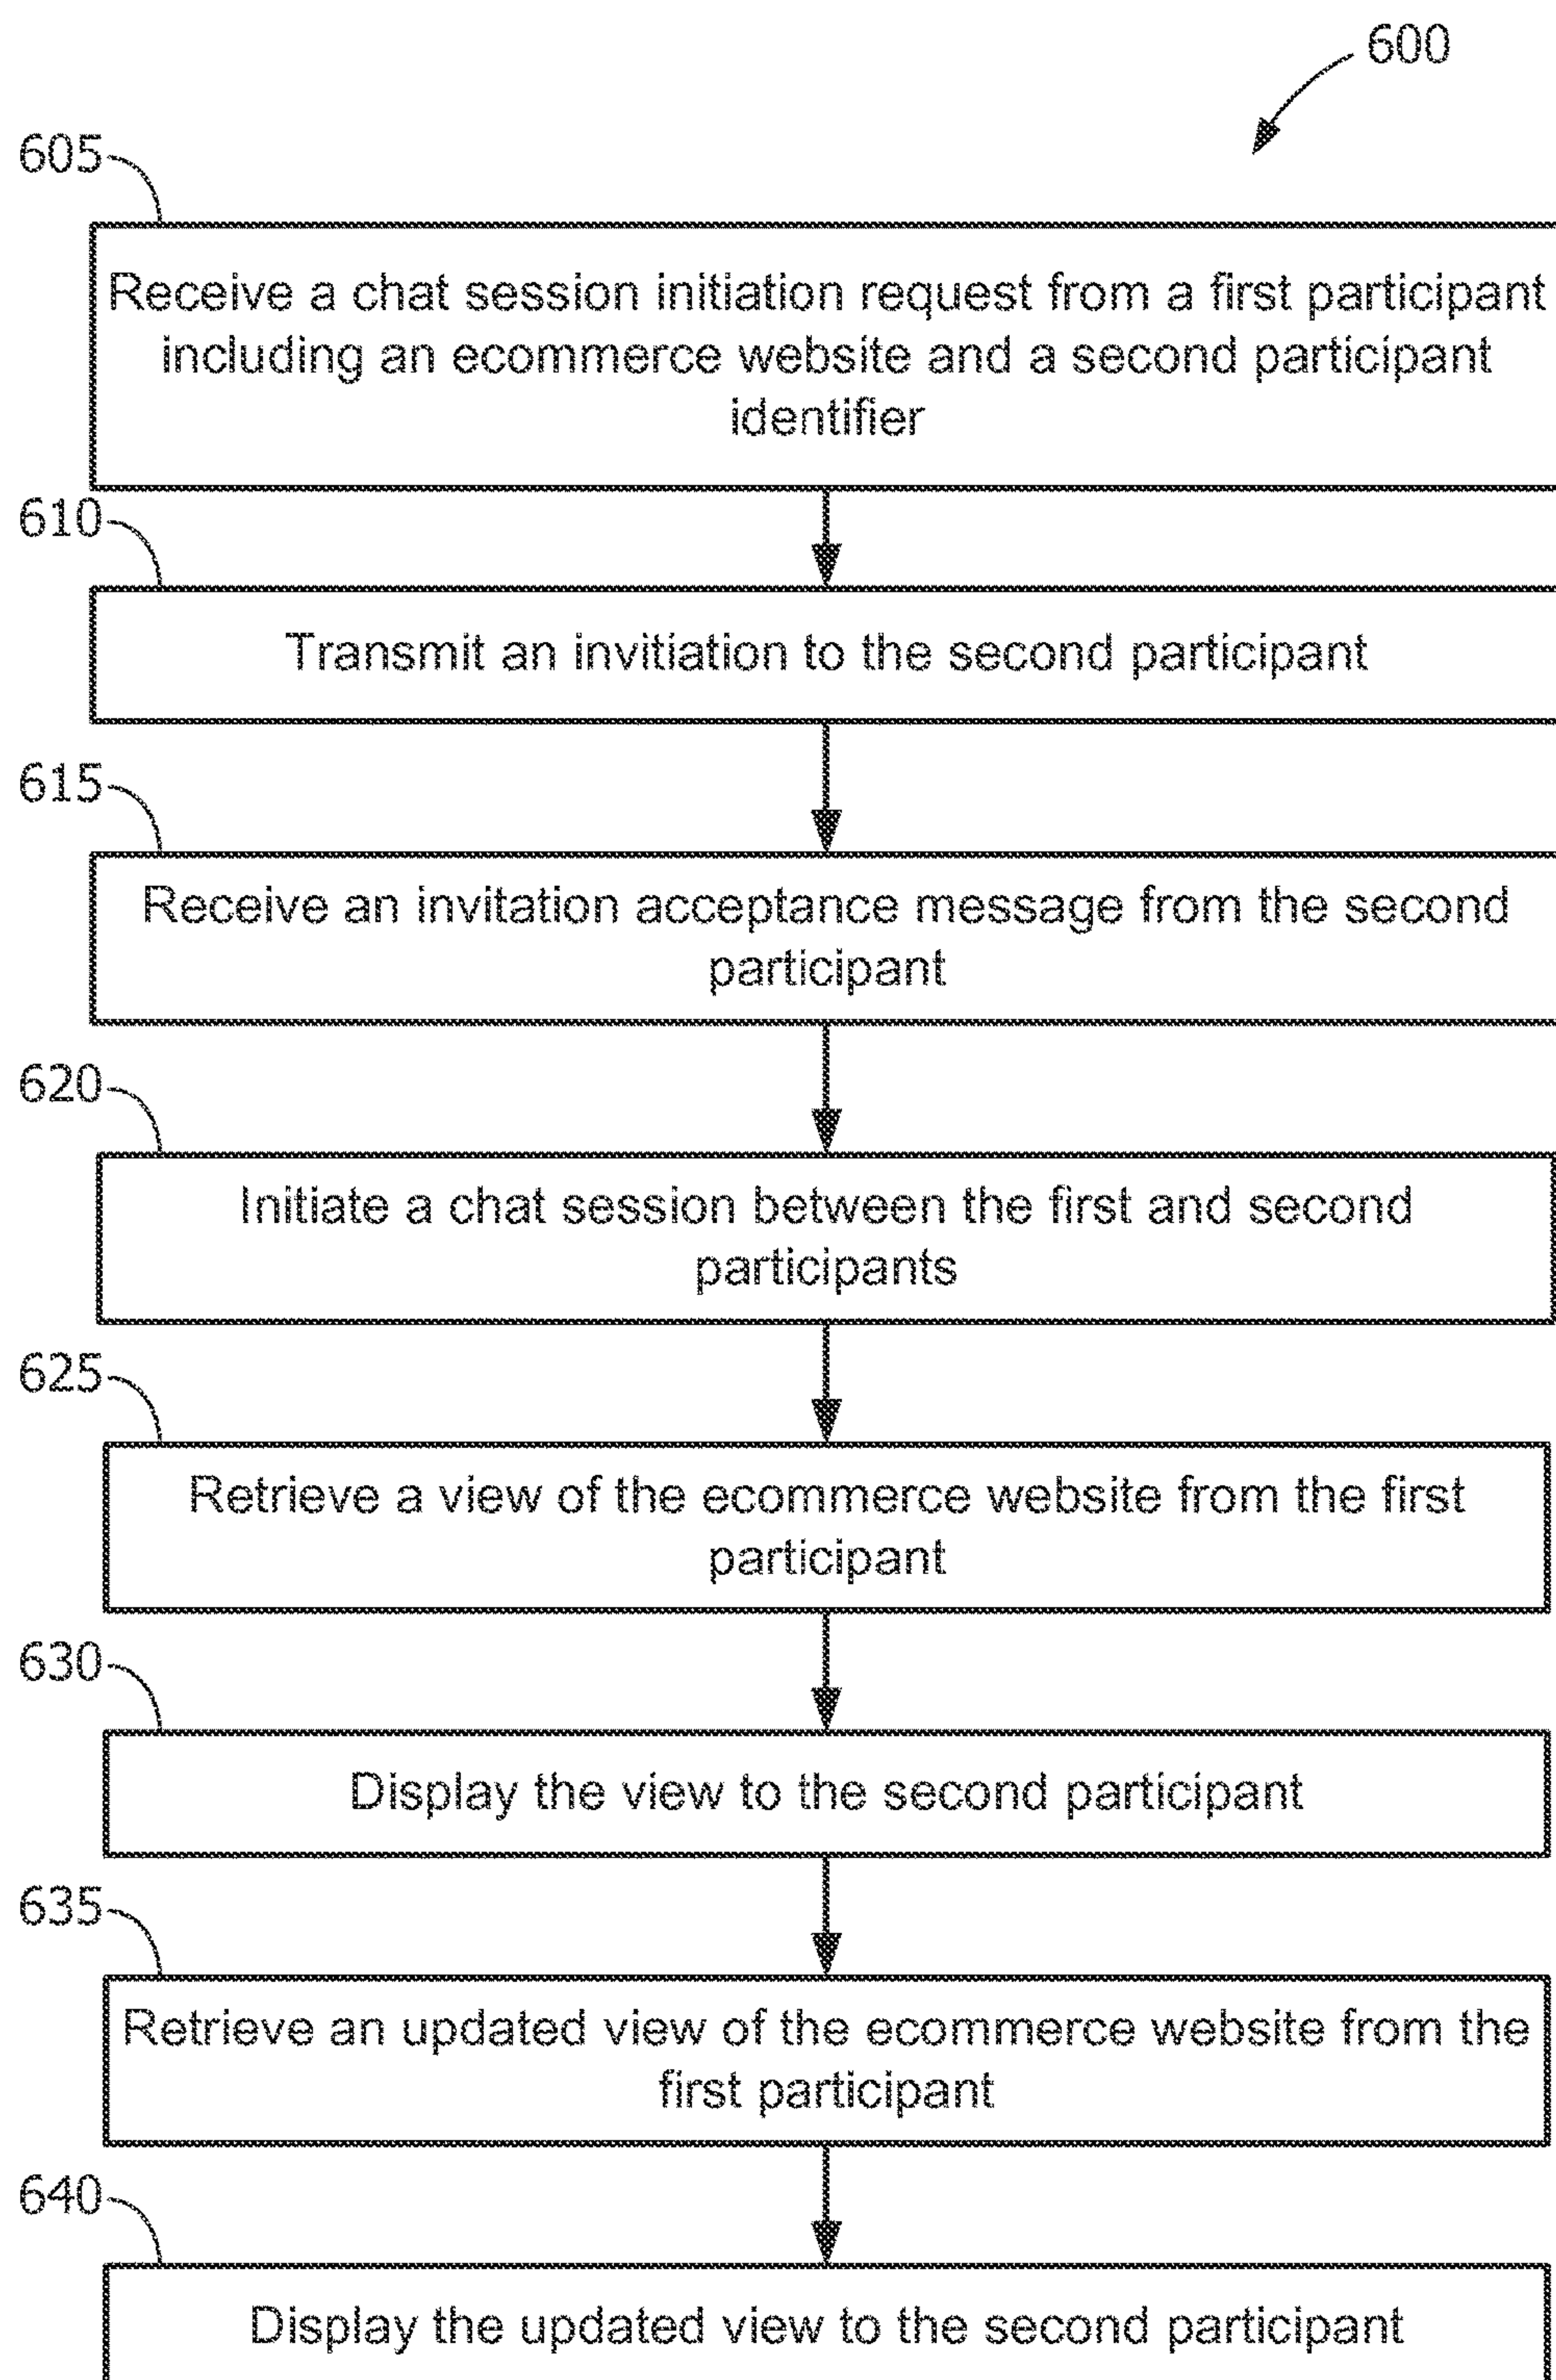 600
605
Receive a chat session initiation request from a first participant
including an ecommerce website and a second participant
identifier
610
Transmit an invitiation to the second participant
615
Receive an invitation acceptance message from the second
participant
620
Initiate a chat session between the first and second
participants
625
Retrieve a view of the ecommerce website from the first
participant
630
Display the view to the second participant
635
Retrieve an updated view of the ecommerce website from the
first participant
640
Display the updated view to the second participant